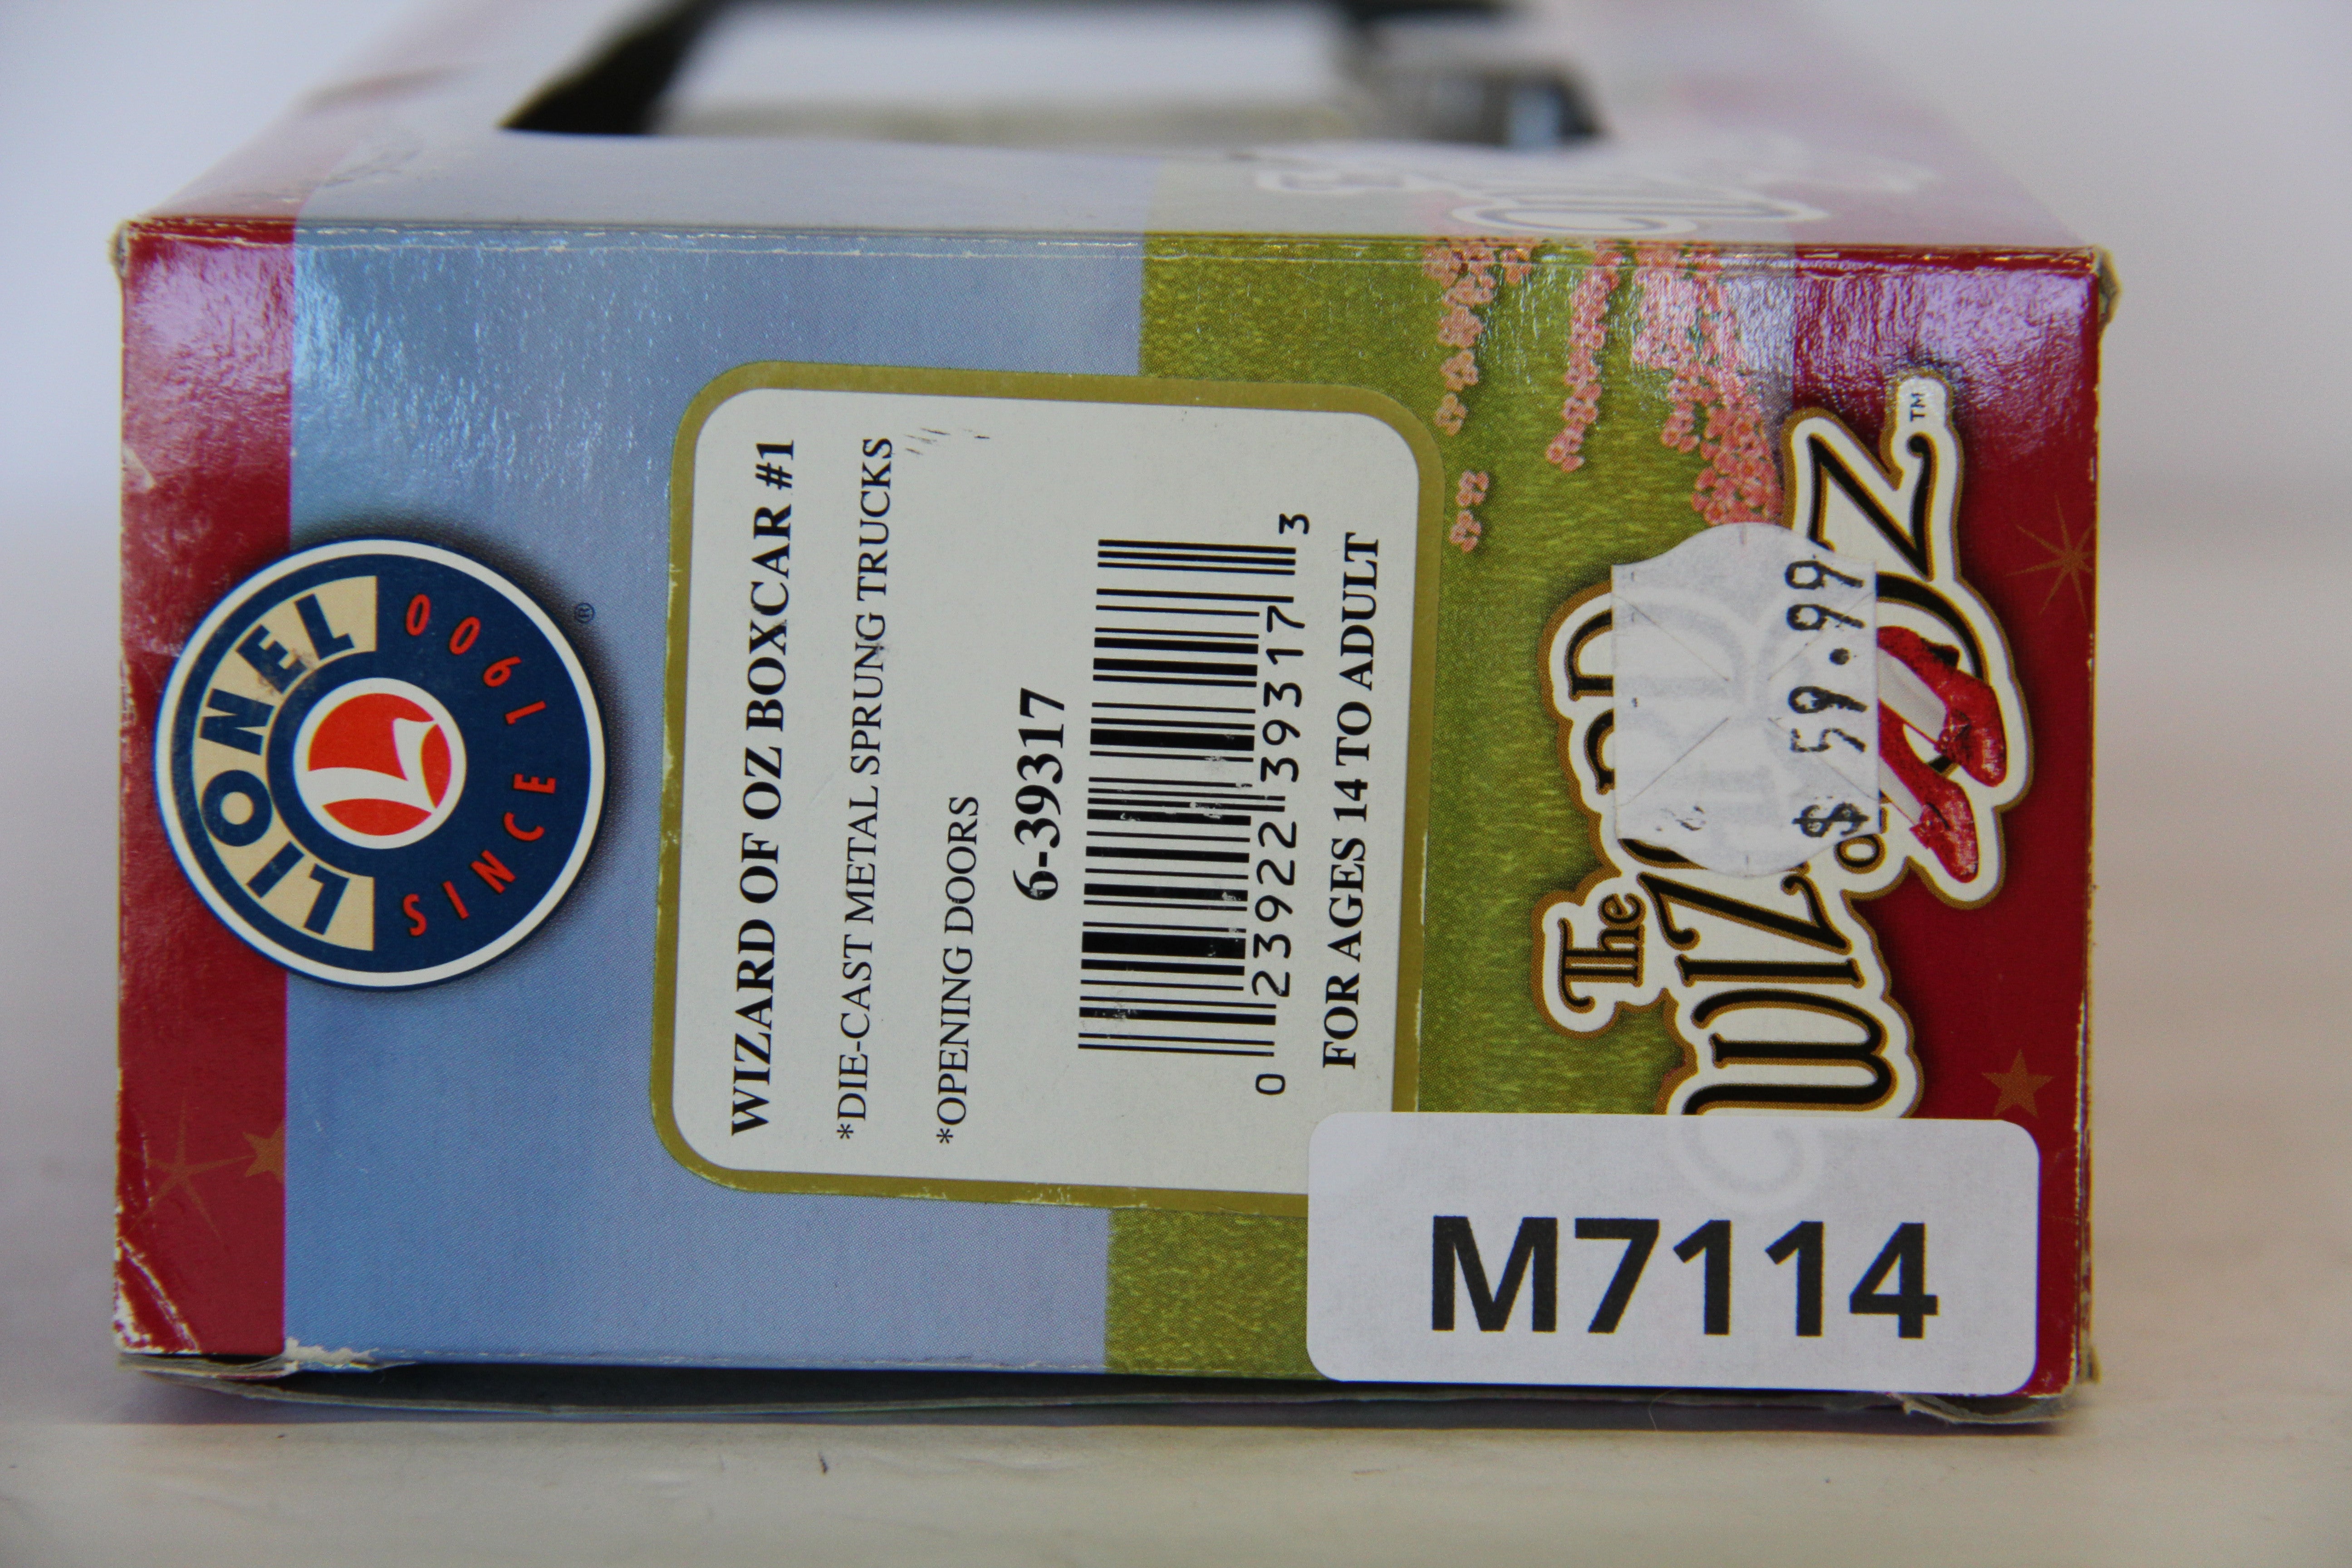 LIONEL
L
SINCE 1900
®
WIZARD OF OZ BOXCAR #1
*DIE-CAST METAL SPRUNG TRUCKS
*OPENING DOORS
6-39317
0 23922 39317 3
FOR AGES 14 TO ADULT
The
WIZARD
OF
OZ™
$59.99
M7114